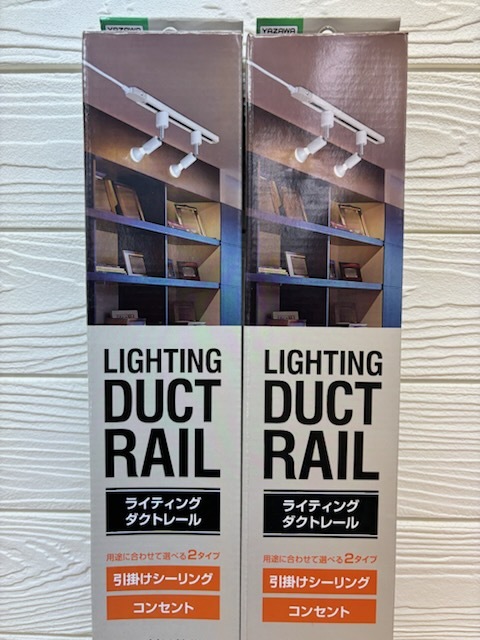 YAZAWA
LIGHTING
DUCT
RAIL
ライティング
ダクトレール
用途に合わせて選べる2タイプ
引掛けシーリング
コンセント
YAZAWA
LIGHTING
DUCT
RAIL
ライティング
ダクトレール
用途に合わせて選べる2タイプ
引掛けシーリング
コンセント